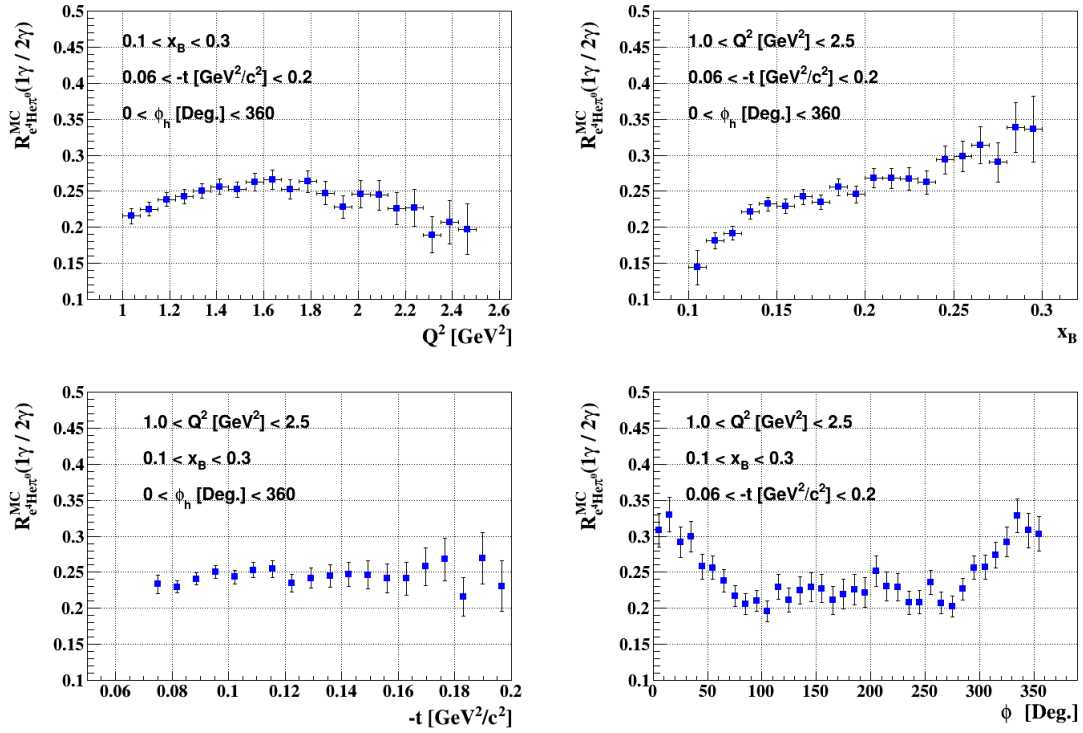 0.5
0.45
0.4
0.35
0.3
0.25
0.2
0.15
0.1
R^MC_e⁴Heπ⁰(1γ / 2γ)
0.1 < x_B < 0.3
0.06 < -t [GeV²/c²] < 0.2
0 < ϕ_h [Deg.] < 360
1 1.2 1.4 1.6 1.8 2 2.2 2.4 2.6
Q² [GeV²]
0.5
0.45
0.4
0.35
0.3
0.25
0.2
0.15
0.1
R^MC_e⁴Heπ⁰(1γ / 2γ)
1.0 < Q² [GeV²] < 2.5
0.06 < -t [GeV²/c²] < 0.2
0 < ϕ_h [Deg.] < 360
0.1 0.15 0.2 0.25 0.3
x_B
0.5
0.45
0.4
0.35
0.3
0.25
0.2
0.15
0.1
R^MC_e⁴Heπ⁰(1γ / 2γ)
1.0 < Q² [GeV²] < 2.5
0.1 < x_B < 0.3
0 < ϕ_h [Deg.] < 360
0.06 0.08 0.1 0.12 0.14 0.16 0.18 0.2
-t [GeV²/c²]
0.5
0.45
0.4
0.35
0.3
0.25
0.2
0.15
0.1
R^MC_e⁴Heπ⁰(1γ / 2γ)
1.0 < Q² [GeV²] < 2.5
0.1 < x_B < 0.3
0.06 < -t [GeV²/c²] < 0.2
0 50 100 150 200 250 300 350
ϕ [Deg.]